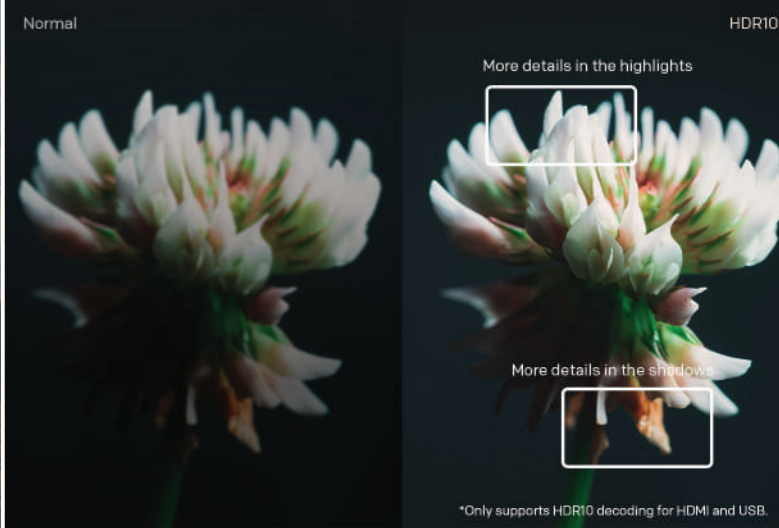 Normal
HDR10
More details in the highlights
More details in the shadows
*Only supports HDR10 decoding for HDMI and USB.